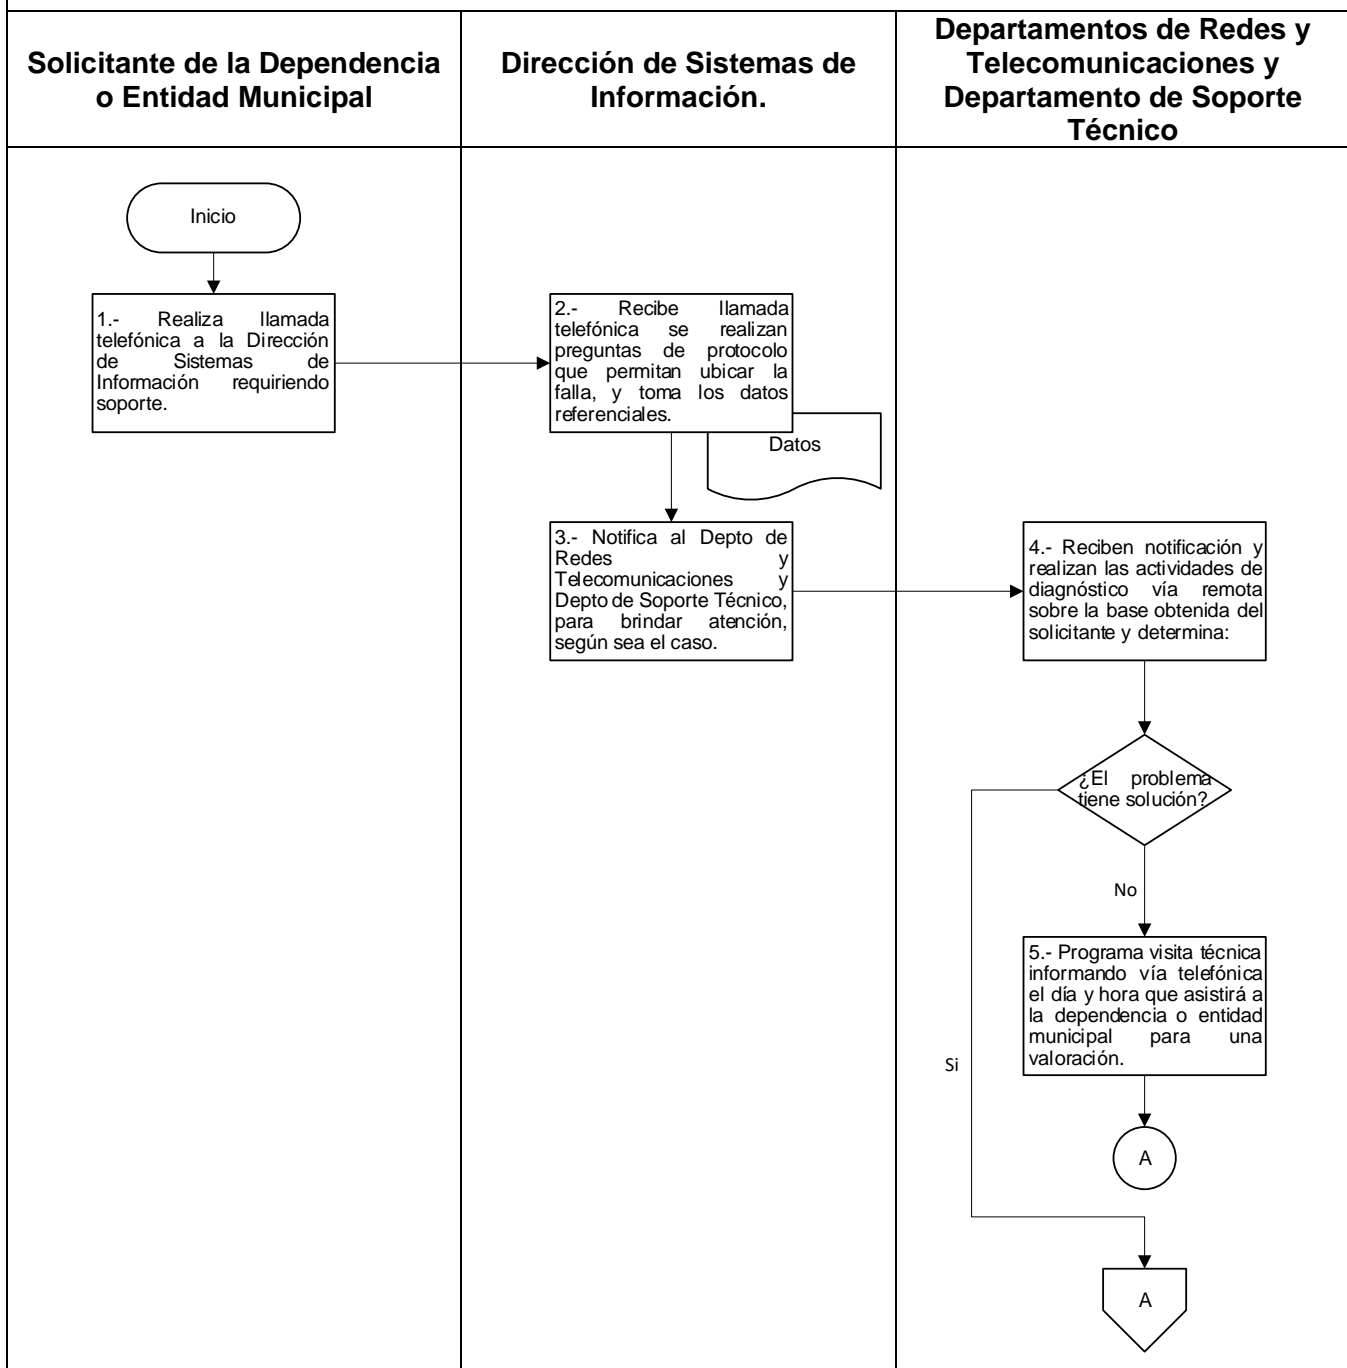 Solicitante de la Dependencia
o Entidad Municipal
Dirección de Sistemas de
Información.
Departamentos de Redes y
Telecomunicaciones y
Departamento de Soporte
Técnico
Inicio
1.- Realiza llamada
telefónica a la Dirección
de Sistemas de
Información requiriendo
soporte.
2.- Recibe llamada
telefónica se realizan
preguntas de protocolo
que permitan ubicar la
falla, y toma los datos
referenciales.
Datos
3.- Notifica al Depto de
Redes y
Telecomunicaciones y
Depto de Soporte Técnico,
para brindar atención,
según sea el caso.
4.- Reciben notificación y
realizan las actividades de
diagnóstico vía remota
sobre la base obtenida del
solicitante y determina:
¿El problema
tiene solución?
No
5.- Programa visita técnica
informando vía telefónica
el día y hora que asistirá a
la dependencia o entidad
municipal para una
valoración.
Si
A
A